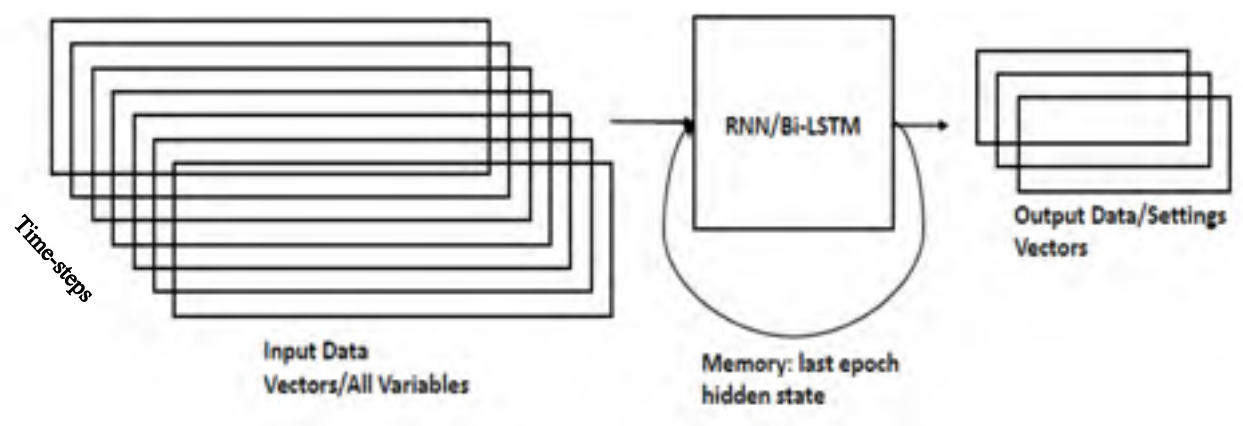 Time-steps
Input Data
Vectors/All Variables
RNN/Bi-LSTM
Memory: last epoch
hidden state
Output Data/Settings
Vectors